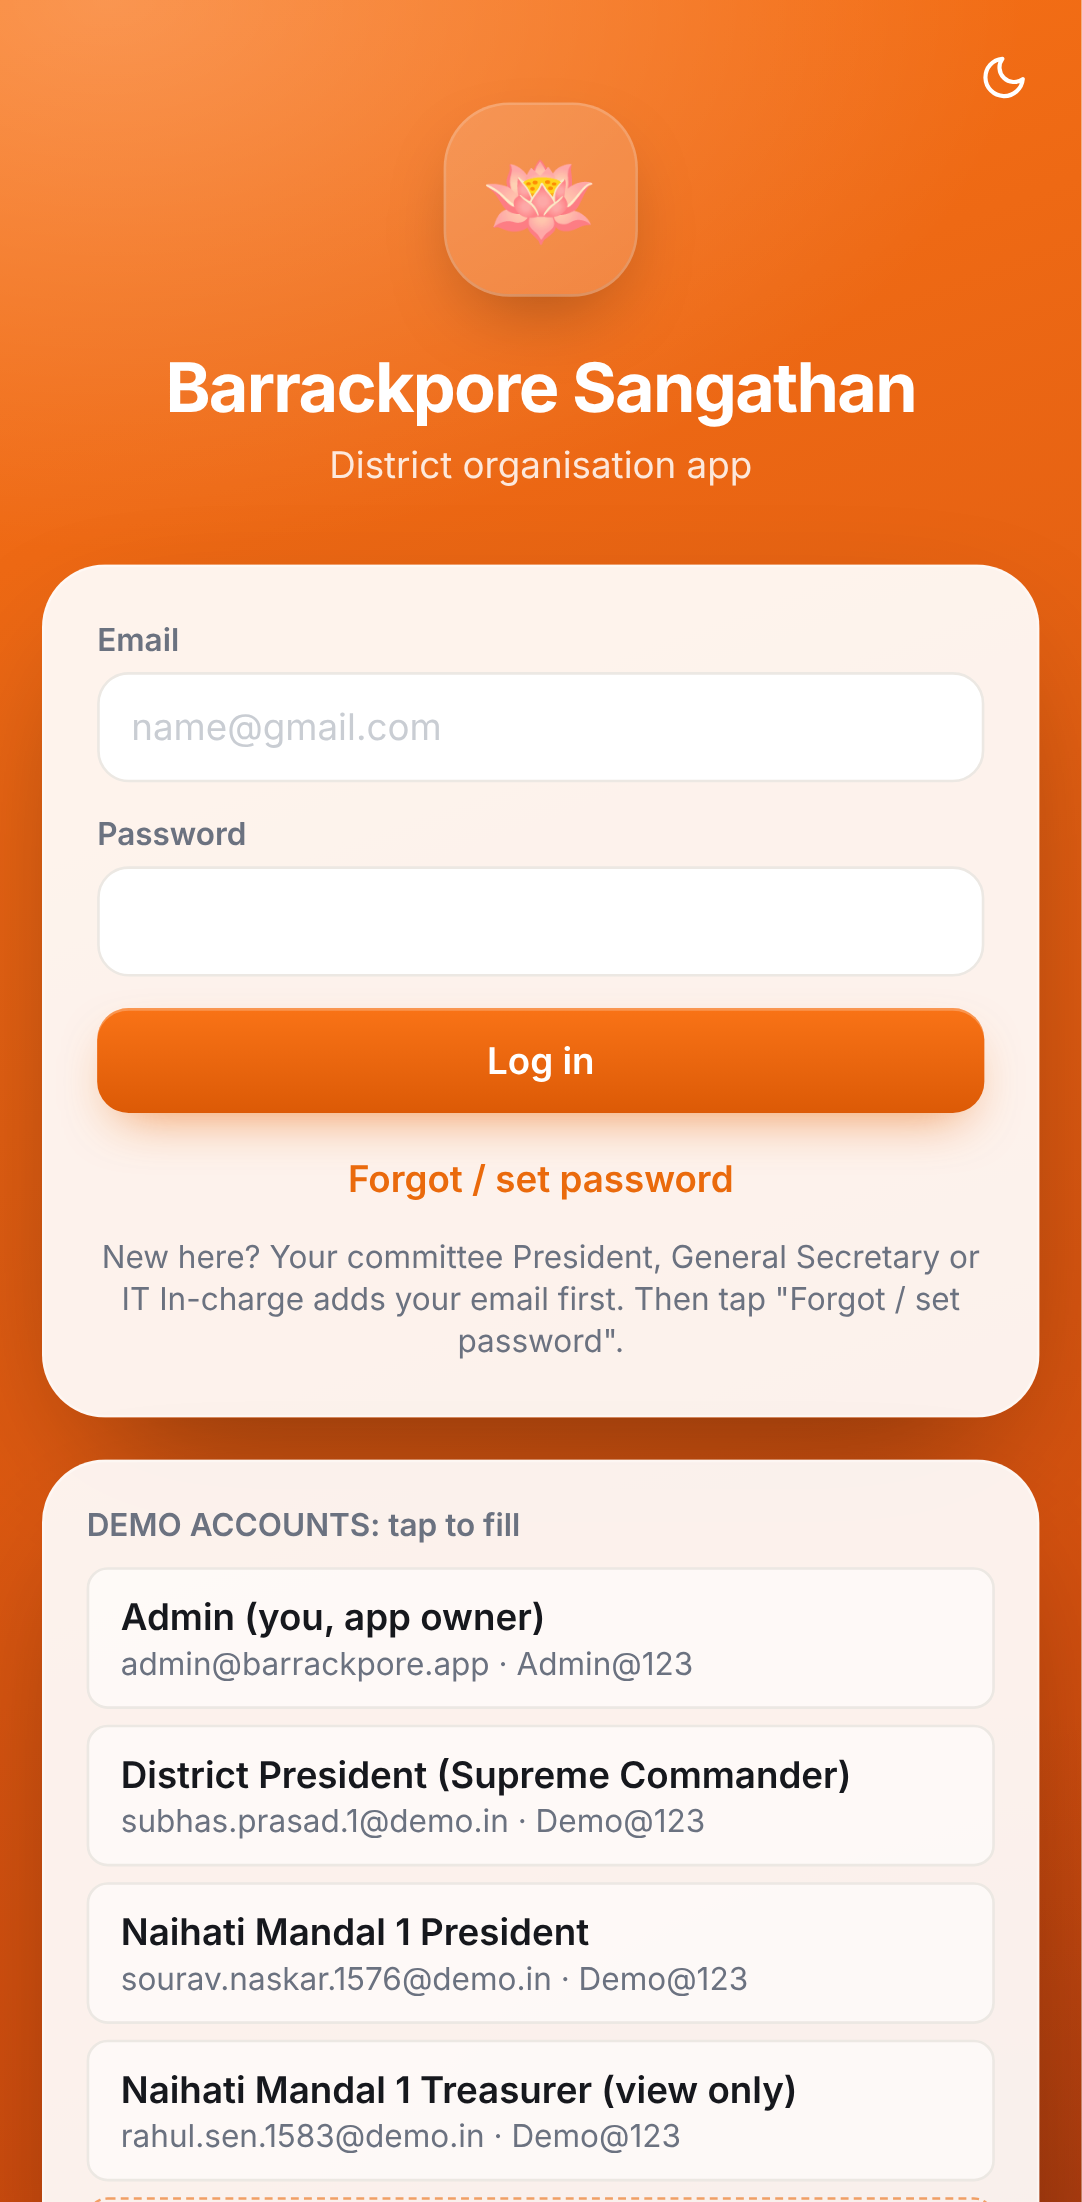 Barrackpore Sangathan
District organisation app
Email
name@gmail.com
Password
Log in
Forgot / set password
New here? Your committee President, General Secretary or
IT In-charge adds your email first. Then tap "Forgot / set
password".
DEMO ACCOUNTS: tap to fill
Admin (you, app owner)
admin@barrackpore.app · Admin@123
District President (Supreme Commander)
subhas.prasad.1@demo.in · Demo@123
Naihati Mandal 1 President
sourav.naskar.1576@demo.in · Demo@123
Naihati Mandal 1 Treasurer (view only)
rahul.sen.1583@demo.in · Demo@123